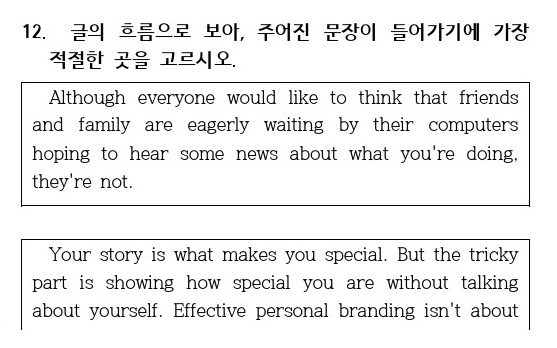 12. 글의 흐름으로 보아, 주어진 문장이 들어가기에 가장
적절한 곳을 고르시오.
Although everyone would like to think that friends
and family are eagerly waiting by their computers
hoping to hear some news about what you're doing,
they're not.
Your story is what makes you special. But the tricky
part is showing how special you are without talking
about yourself. Effective personal branding isn't about